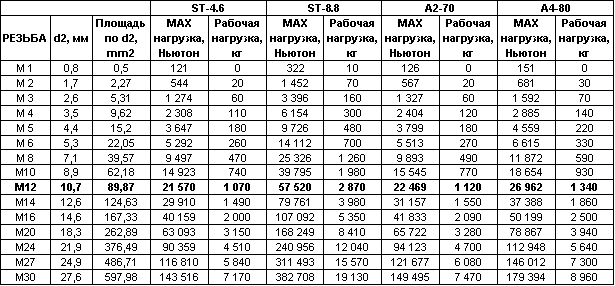 ST-4.6 ST-8.8 A2-70 A4-80
РЕЗЬБА d2, мм Площадь по d2, mm2 MAX нагрузка, Ньютон Рабочая нагрузка, кг MAX нагрузка, Ньютон Рабочая нагрузка, кг MAX нагрузка, Ньютон Рабочая нагрузка, кг MAX нагрузка, Ньютон Рабочая нагрузка, кг
М 1 0,8 0,5 121 0 322 10 126 0 151 0
М 2 1,7 2,27 544 20 1 452 70 567 20 681 30
М 3 2,6 5,31 1 274 60 3 396 160 1 327 60 1 592 70
М 4 3,5 9,62 2 308 110 6 154 300 2 404 120 2 885 140
М 5 4,4 15,2 3 647 180 9 726 480 3 799 180 4 559 220
М 6 5,3 22,05 5 292 260 14 112 700 5 513 270 6 615 330
М 8 7,1 39,57 9 497 470 25 326 1 260 9 893 490 11 872 590
М10 8,9 62,18 14 923 740 39 795 1 980 15 545 770 18 654 930
М12 10,7 89,87 21 570 1 070 57 520 2 870 22 469 1 120 26 962 1 340
М14 12,6 124,63 29 910 1 490 79 761 3 980 31 157 1 550 37 388 1 860
М16 14,6 167,33 40 159 2 000 107 092 5 350 41 833 2 090 50 199 2 500
М20 18,3 262,89 63 093 3 150 168 249 8 410 65 722 3 280 78 867 3 940
М24 21,9 376,49 90 359 4 510 240 956 12 040 94 123 4 700 112 948 5 640
М27 24,9 486,71 116 810 5 840 311 493 15 570 121 677 6 080 146 012 7 300
М30 27,6 597,98 143 516 7 170 382 708 19 130 149 495 7 470 179 394 8 960